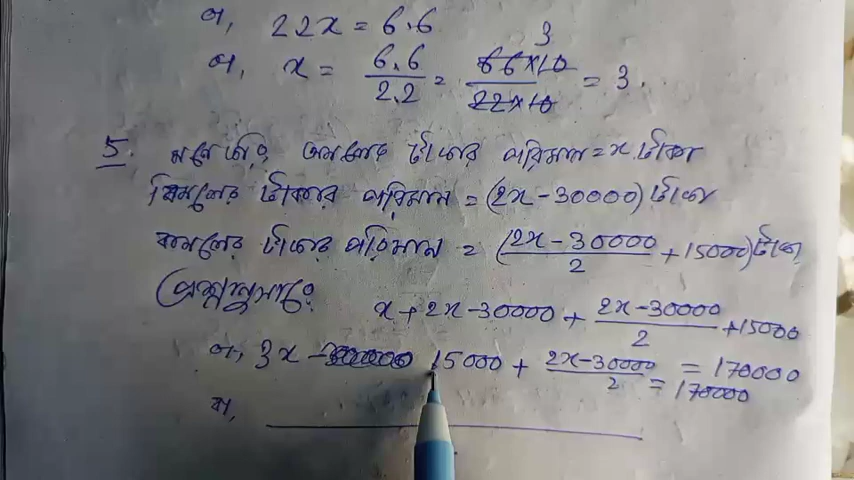 বা, 22x = 6.6
বা, x = 6.6/2.2 = 66×10/22×10 = 3.
3
5. মনে করি, অমলের টাকার পরিমান = x টাকা
বিমলের টাকার পরিমান = (2x - 30000) টাকা
কমলের টাকার পরিমান = (2x - 30000/2 + 15000) টাকা
প্রশ্নানুসারে,
x + 2x - 30000 + 2x - 30000/2 + 15000
= 170000
বা, 3x - 15000 + 2x - 30000/2 = 170000
বা,